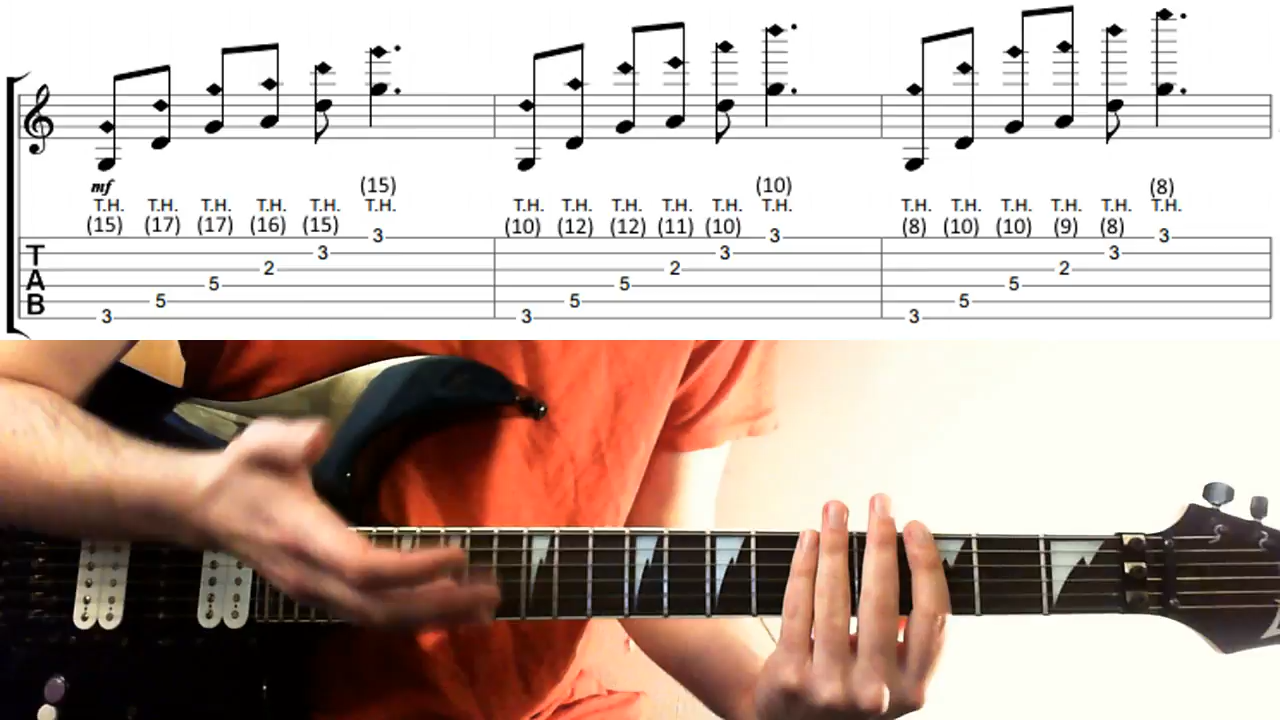 mf
(15) (10) (8)
T.H. T.H. T.H. T.H. T.H. T.H. T.H. T.H. T.H. T.H. T.H. T.H. T.H. T.H. T.H. T.H. T.H. T.H.
(15) (17) (17) (16) (15) (10) (12) (12) (11) (10) (8) (10) (10) (9) (8)
3 3 3
T 3 3 3
2 2 2
A 5 5 5
B 5 5 5
3 3 3